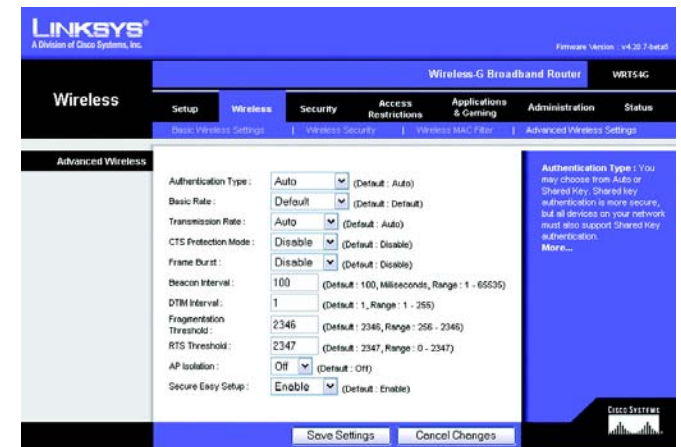 LINKSYS®
A Division of Cisco Systems, Inc.
Firmware Version : v4.20.7-beta5
Wireless-G Broadband Router WRT54G
Wireless
Setup Wireless Security Access Restrictions Applications & Gaming Administration Status
Basic Wireless Settings | Wireless Security | Wireless MAC Filter | Advanced Wireless Settings
Advanced Wireless
Authentication Type : Auto (Default : Auto)
Basic Rate : Default (Default : Default)
Transmission Rate : Auto (Default : Auto)
CTS Protection Mode : Disable (Default : Disable)
Frame Burst : Disable (Default : Disable)
Beacon Interval : 100 (Default : 100, Milliseconds, Range : 1 - 65535)
DTIM Interval : 1 (Default : 1, Range : 1 - 255)
Fragmentation Threshold : 2346 (Default : 2346, Range : 256 - 2346)
RTS Threshold : 2347 (Default : 2347, Range : 0 - 2347)
AP Isolation : Off (Default : Off)
Secure Easy Setup : Enable (Default : Enable)
Authentication Type : You
may choose from Auto or
Shared Key. Shared key
authentication is more secure,
but all devices on your network
must also support Shared Key
authentication.
More...
Save Settings Cancel Changes
CISCO SYSTEMS